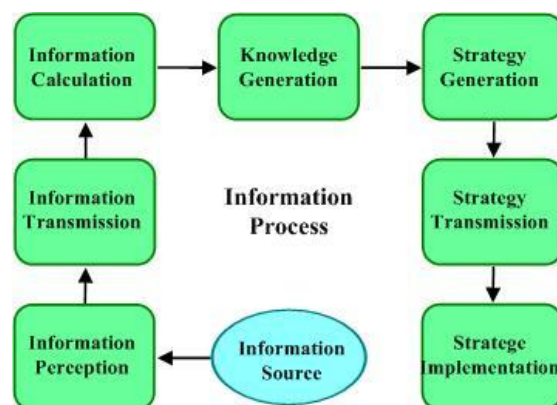 Information
Calculation
Knowledge
Generation
Strategy
Generation
Information
Transmission
Information
Process
Strategy
Transmission
Information
Perception
Information
Source
Stratege
Implementation